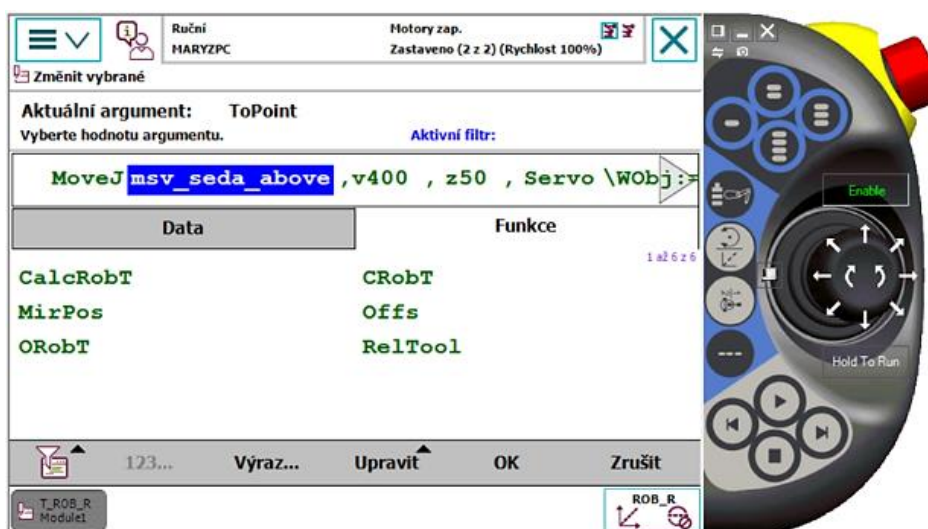 Ruční
MARYZPC
Motory zap.
Zastaveno (2 z 2) (Rychlost 100%)
Změnit vybrané
Aktuální argument: ToPoint
Vyberte hodnotu argumentu. Aktivní filtr:
MoveJ msv_seda_above ,v400 , z50 , Servo \WObj:=
Data Funkce
1 až 6 z 6
CalcRobT CRobT
MirPos Offs
ORobT RelTool
123... Výraz... Upravit OK Zrušit
T_ROB_R
Module1
ROB_R
Enable
Hold To Run